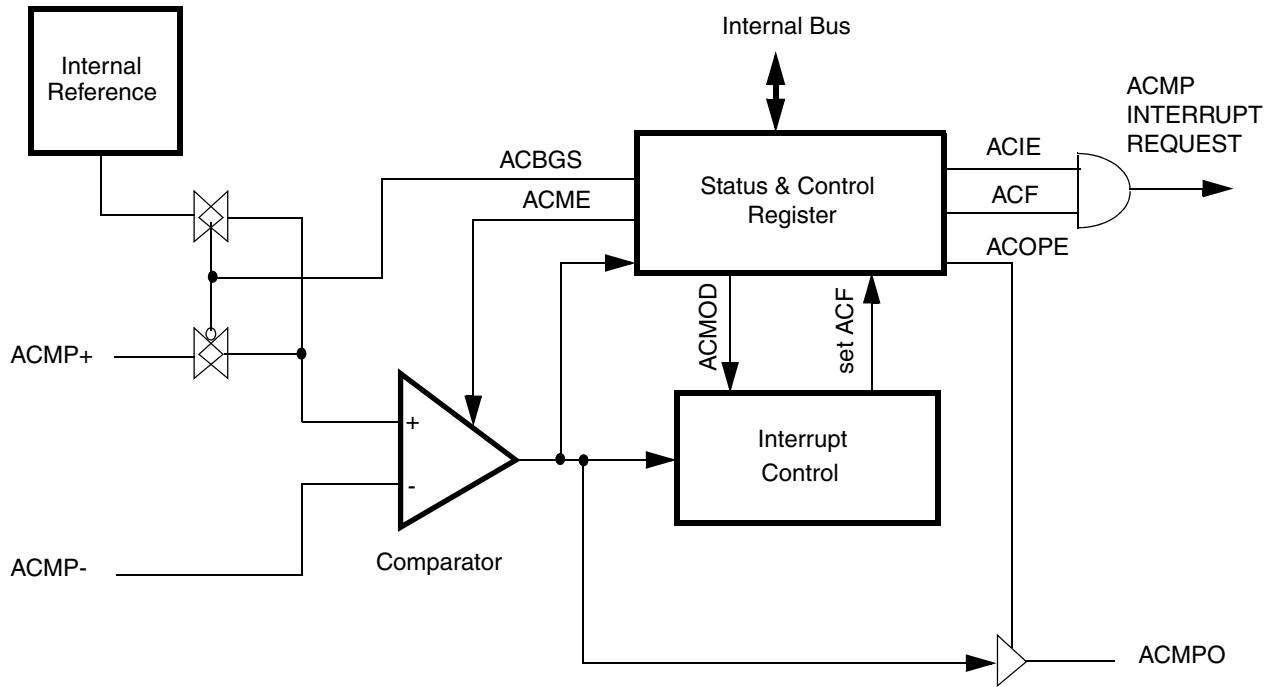 Internal
Reference
Internal Bus
ACMP
INTERRUPT
REQUEST
ACBGS
ACME
Status & Control
Register
ACIE
ACF
ACOPE
ACMOD
set ACF
ACMP+
+
-
Interrupt
Control
Comparator
ACMP-
ACMPO